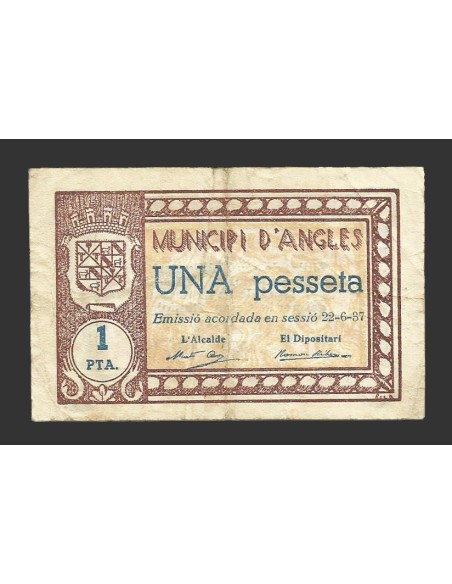 MUNICIPI D'ANGLES
UNA pesseta
Emissió acordada en sessió 22-6-37
L'Alcalde El Dipositari
1
PTA.